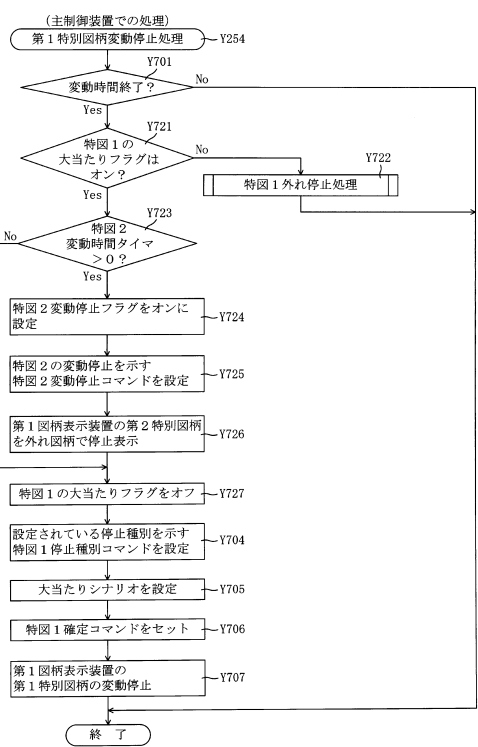 (主制御装置での処理)
第１特別図柄変動停止処理
Y254
Y701
変動時間終了？
No
Yes
Y721
特図１の
大当たりフラグは
オン？
No
Y722
特図１外れ停止処理
Yes
Y723
特図２
変動時間タイマ
＞０？
No
Yes
特図２変動停止フラグをオンに
設定
Y724
特図２の変動停止を示す
特図２変動停止コマンドを設定
Y725
第１図柄表示装置の第２特別図柄
を外れ図柄で停止表示
Y726
特図１の大当たりフラグをオフ
Y727
設定されている停止種別を示す
特図１停止種別コマンドを設定
Y704
大当たりシナリオを設定
Y705
特図１確定コマンドをセット
Y706
第１図柄表示装置の
第１特別図柄の変動停止
Y707
終 了